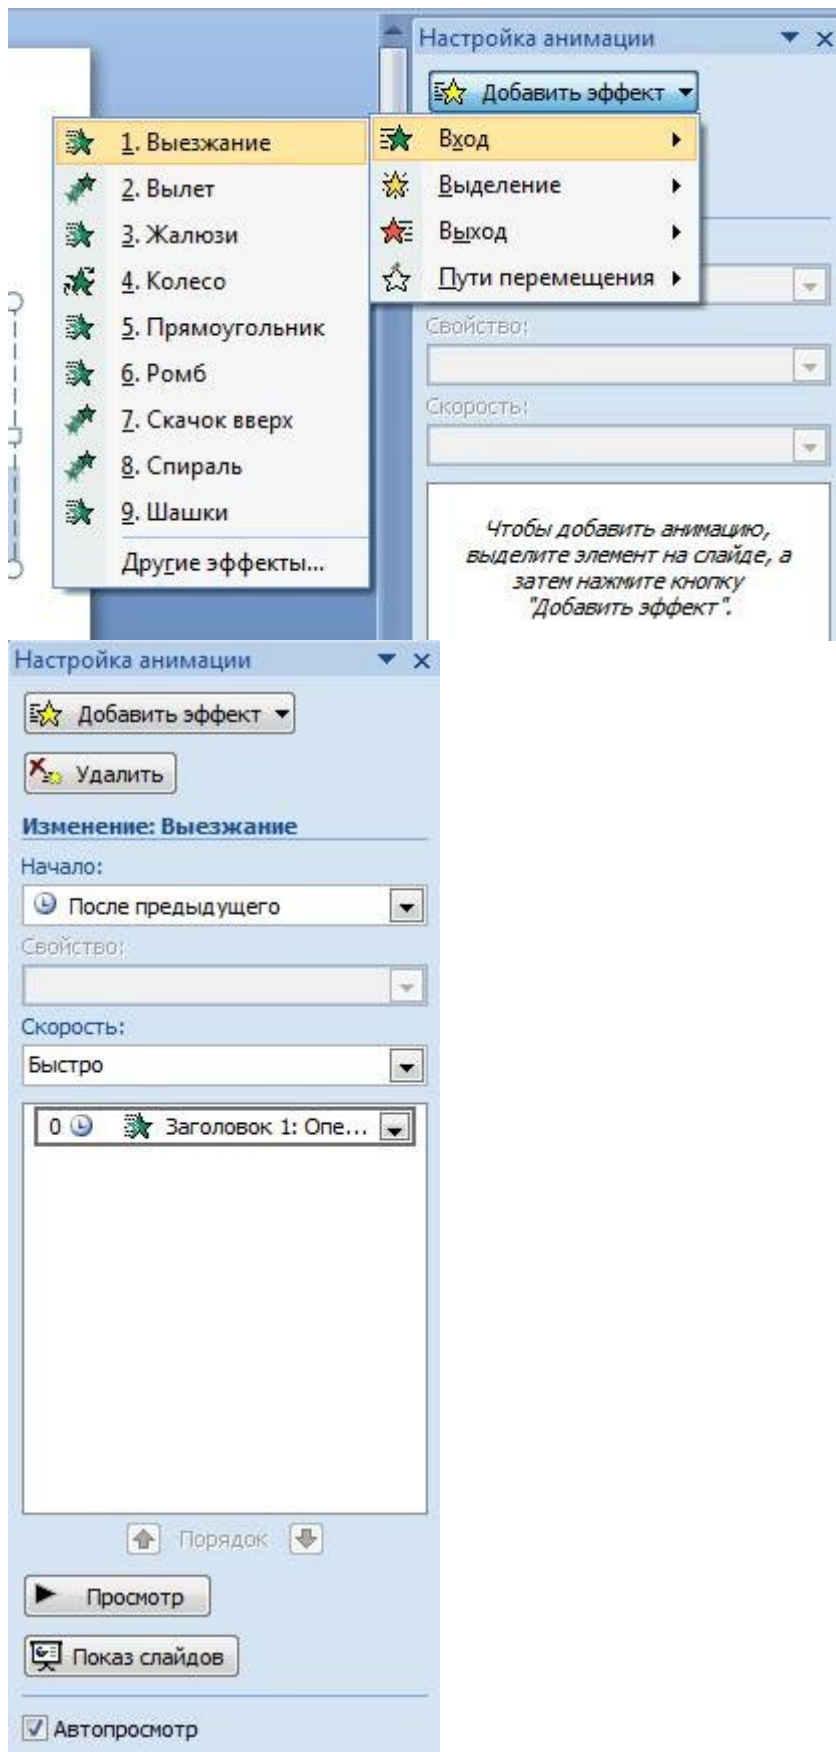 Настройка анимации
Добавить эффект
Вход
Выделение
Выход
Пути перемещения
1. Выезжание
2. Вылет
3. Жалюзи
4. Колесо
5. Прямоугольник
6. Ромб
7. Скачок вверх
8. Спираль
9. Шашки
Другие эффекты...
Свойство:
Скорость:
Чтобы добавить анимацию,
выделите элемент на слайде, а
затем нажмите кнопку
"Добавить эффект".
Настройка анимации
Добавить эффект
Удалить
Изменение: Выезжание
Начало:
После предыдущего
Свойство:
Скорость:
Быстро
0 Заголовок 1: Опе...
Порядок
Просмотр
Показ слайдов
Автопросмотр